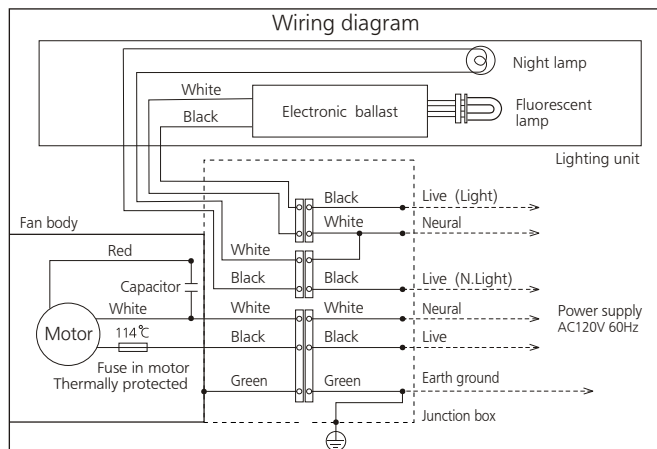 Wiring diagram
Night lamp
White
Electronic ballast
Fluorescent
lamp
Black
Lighting unit
Black
Live (Light)
White
Neural
Fan body
Red
White
Capacitor
Black
Black
Live (N.Light)
White
White
White
Neural
Power supply
AC120V 60Hz
Motor
114℃
Black
Black
Live
Fuse in motor
Thermally protected
Green
Green
Earth ground
Junction box